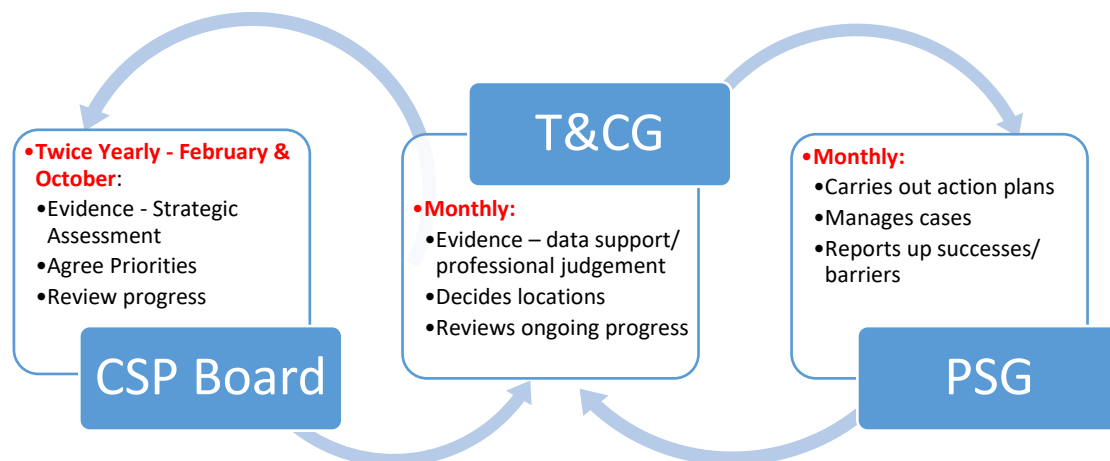 •Twice Yearly - February &
October:
•Evidence - Strategic
Assessment
•Agree Priorities
•Review progress
CSP Board
T&CG
•Monthly:
•Evidence – data support/
professional judgement
•Decides locations
•Reviews ongoing progress
•Monthly:
•Carries out action plans
•Manages cases
•Reports up successes/
barriers
PSG